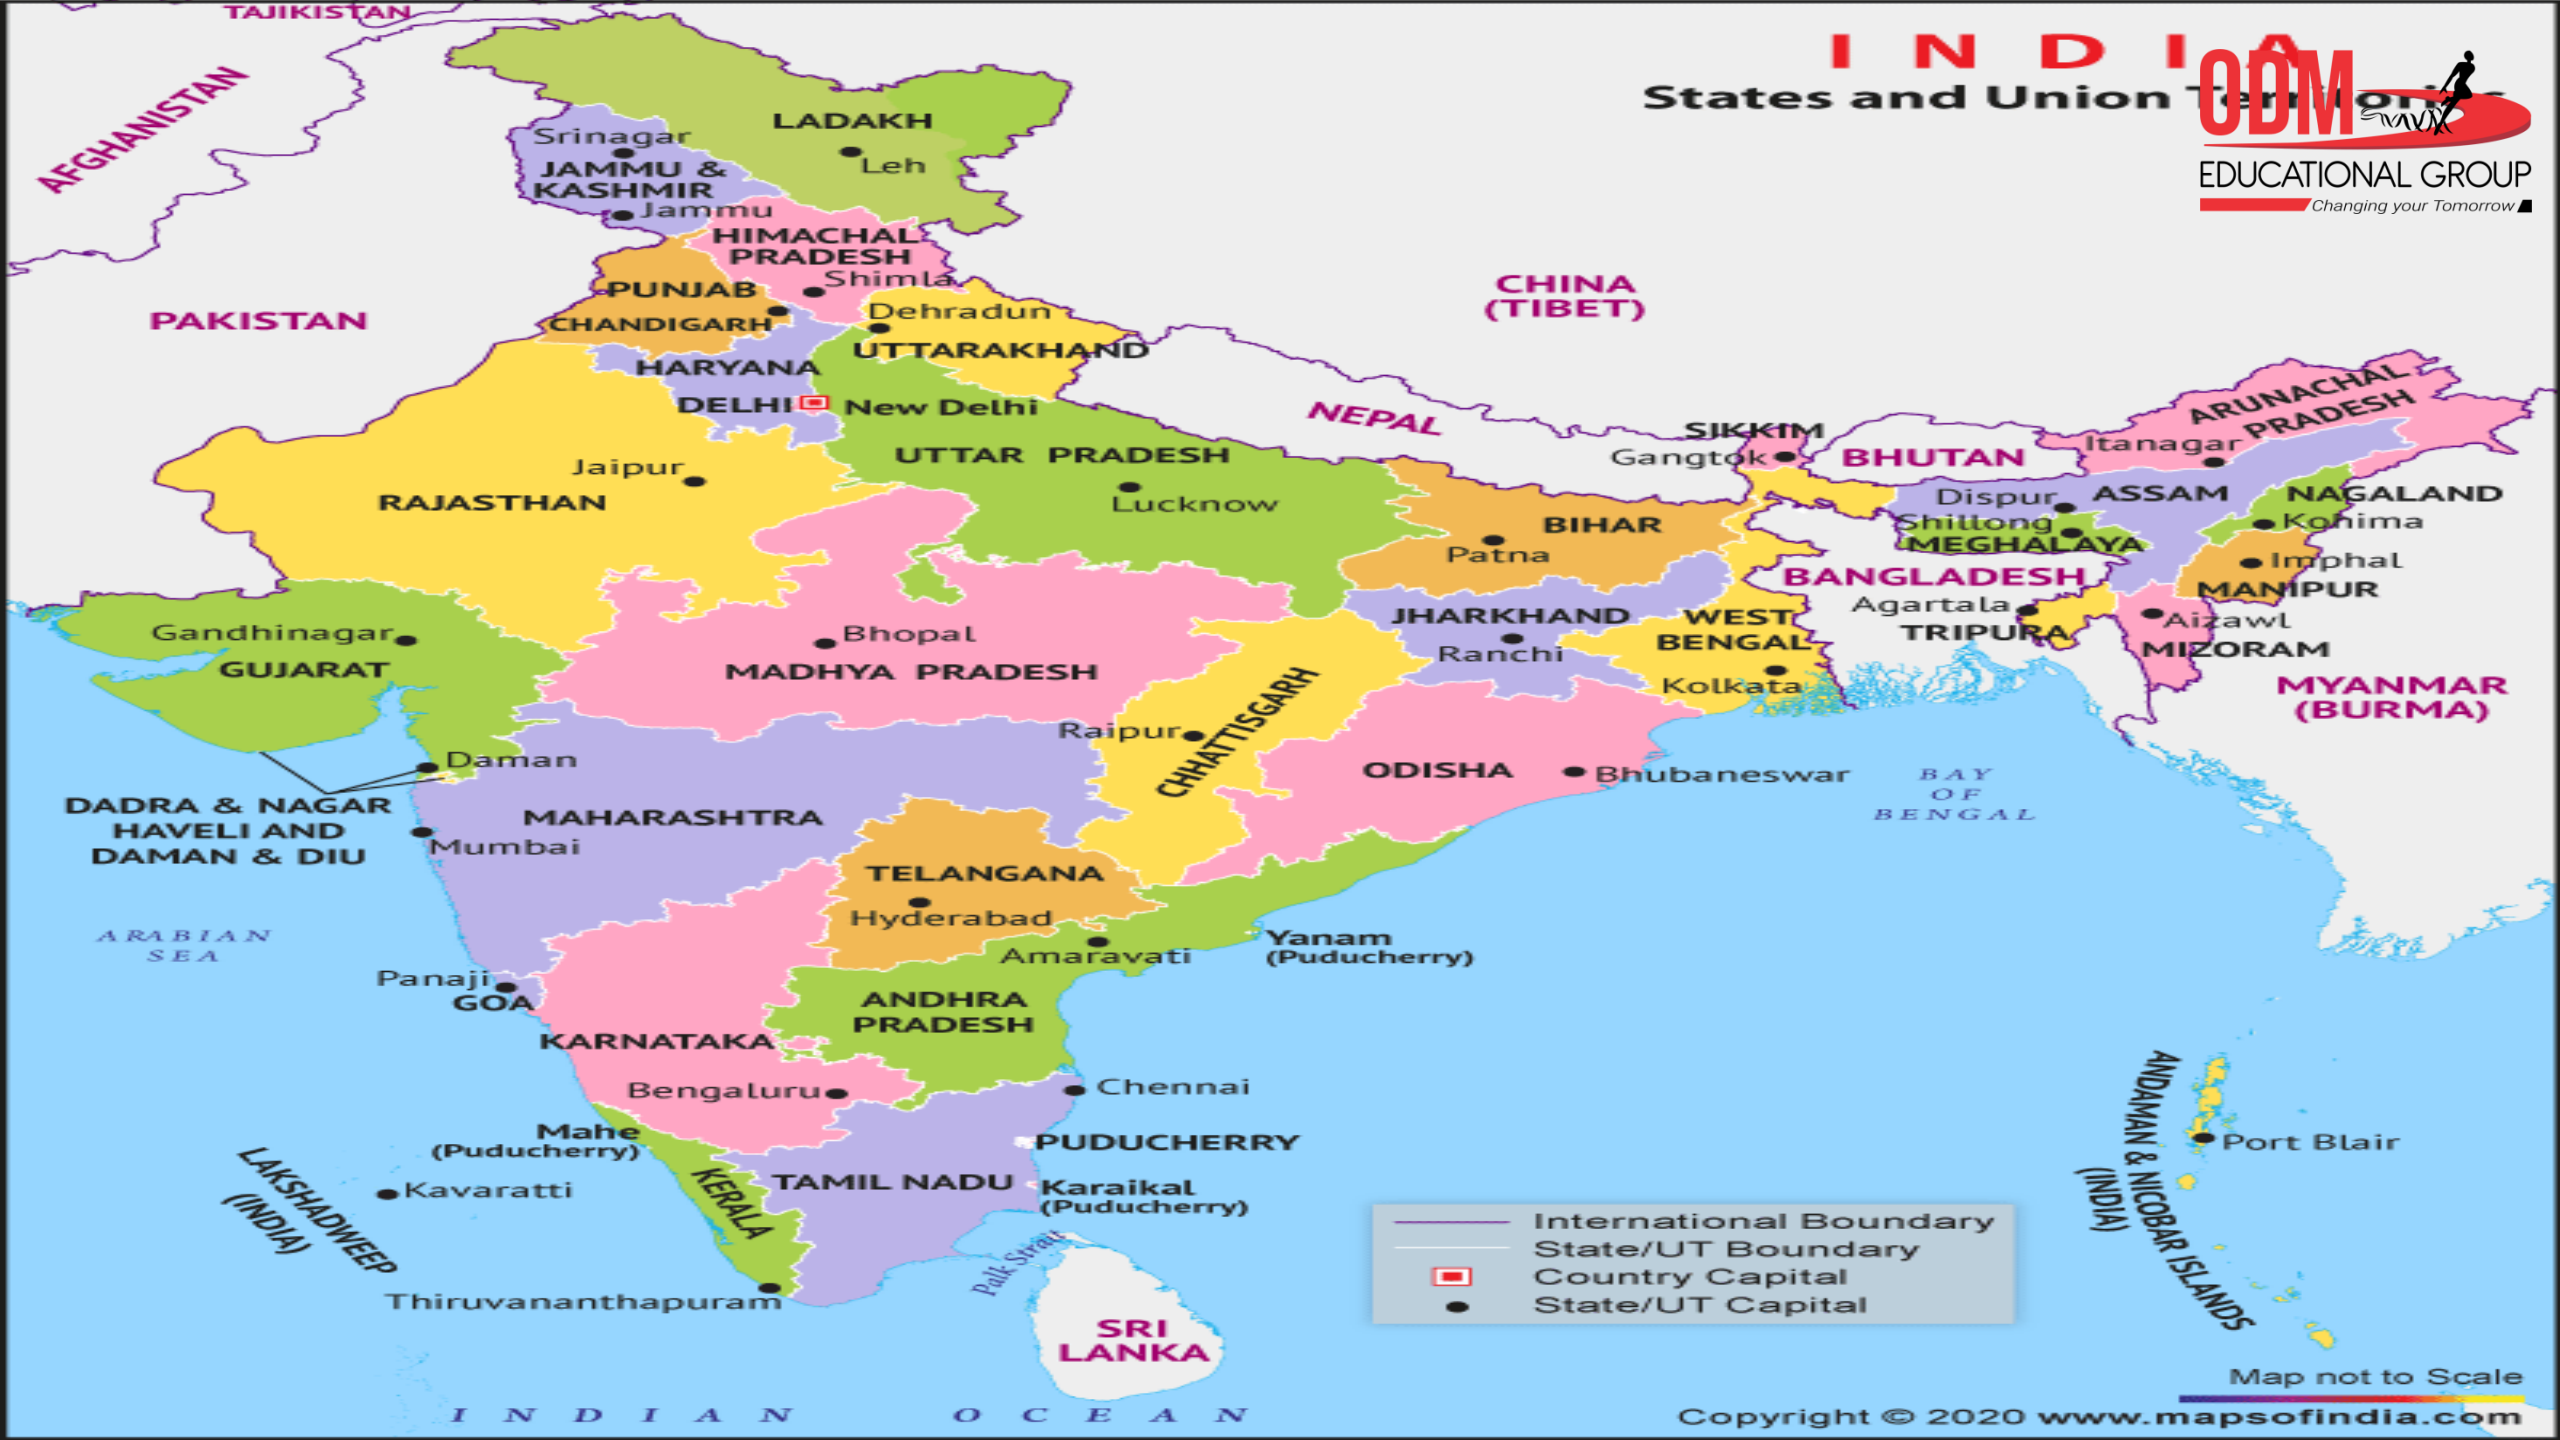 TAJIKISTAN
AFGHANISTAN
PAKISTAN
INDIA
States and Union
ODM
EDUCATIONAL GROUP
Changing your Tomorrow
LADAKH
Leh
Srinagar
JAMMU &
KASHMIR
Jammu
HIMACHAL
PRADESH
Shimla
PUNJAB
CHANDIGARH
Dehradun
UTTARAKHAND
HARYANA
DELHI
New Delhi
CHINA
(TIBET)
NEPAL
UTTAR PRADESH
Lucknow
Jaipur
RAJASTHAN
SIKKIM
Gangtok
BHUTAN
ARUNACHAL
PRADESH
Itanagar
Dispur
ASSAM
NAGALAND
Kohima
Shillong
MEGHALAYA
Imphal
MANIPUR
BIHAR
Patna
BANGLADESH
Agartala
TRIPURA
Aizawl
MIZORAM
MYANMAR
(BURMA)
JHARKHAND
Ranchi
WEST
BENGAL
Kolkata
Gandhinagar
GUJARAT
Bhopal
MADHYA PRADESH
Raipur
CHHATTISGARH
ODISHA
Bhubaneswar
BAY
OF
BENGAL
Daman
DADRA & NAGAR
HAVELI AND
DAMAN & DIU
MAHARASHTRA
Mumbai
TELANGANA
Hyderabad
ARABIAN
SEA
Amaravati
Yanam
(Puducherry)
Panaji
GOA
ANDHRA
PRADESH
KARNATAKA
Bengaluru
Chennai
Mahe
(Puducherry)
PUDUCHERRY
KERALA
TAMIL NADU
Karaikal
(Puducherry)
LAKSHADWEEP
(INDIA)
Kavaratti
Thiruvananthapuram
Palk Strait
SRI
LANKA
ANDAMAN & NICOBAR ISLANDS
(INDIA)
Port Blair
International Boundary
State/UT Boundary
Country Capital
State/UT Capital
INDIAN OCEAN
Map not to Scale
Copyright © 2020 www.mapsofindia.com